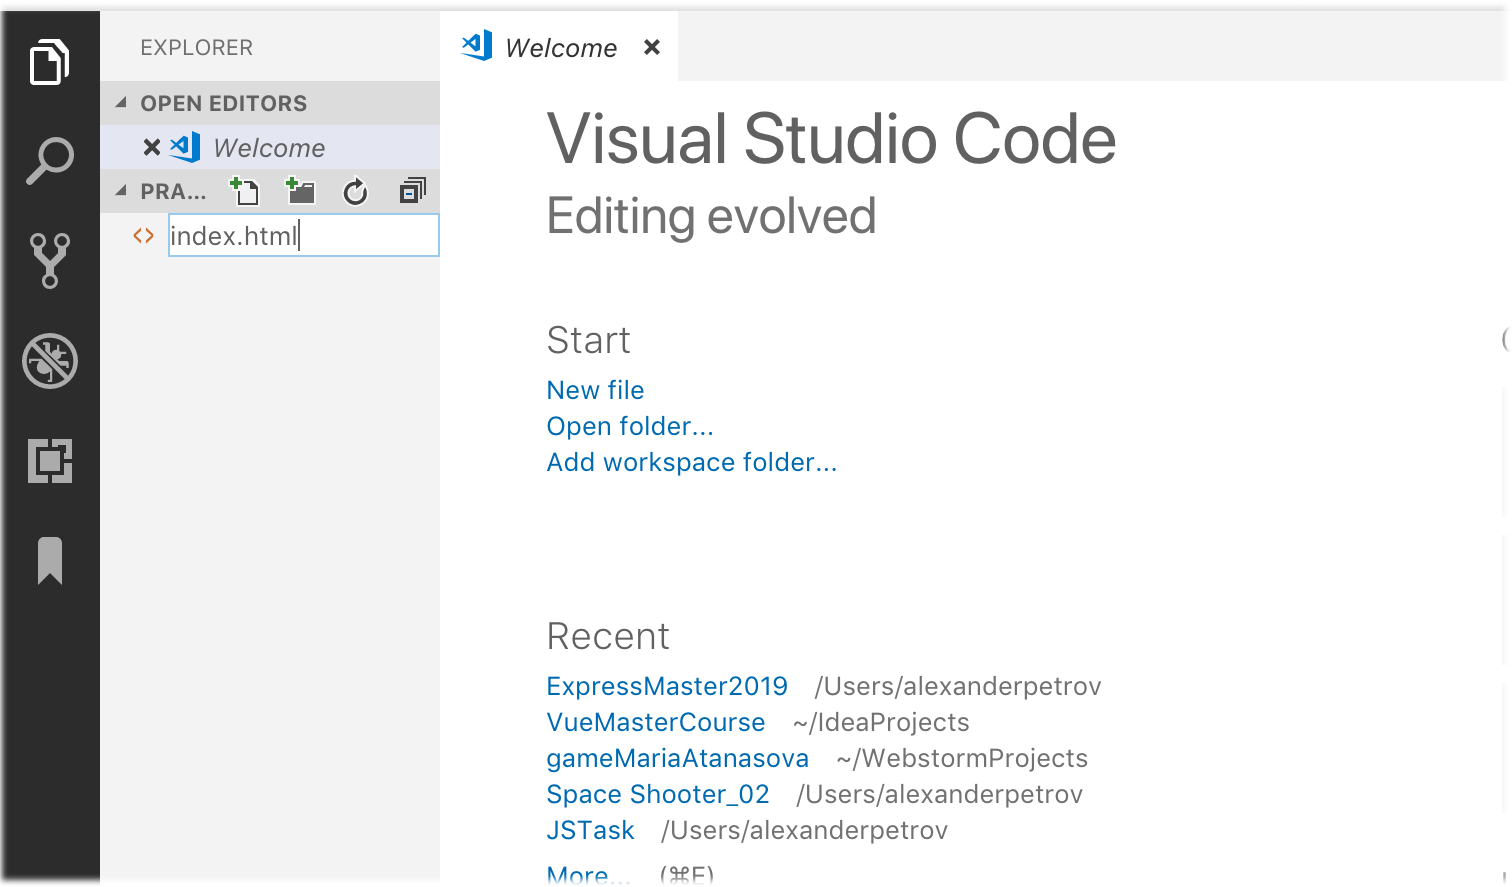 EXPLORER
OPEN EDITORS
Welcome
PRA...
index.html
Welcome
Visual Studio Code
Editing evolved
Start
New file
Open folder...
Add workspace folder...
Recent
ExpressMaster2019 /Users/alexanderpetrov
VueMasterCourse ~/IdeaProjects
gameMariaAtanasova ~/WebstormProjects
Space Shooter_02 /Users/alexanderpetrov
JSTask /Users/alexanderpetrov
More... (⌘E)